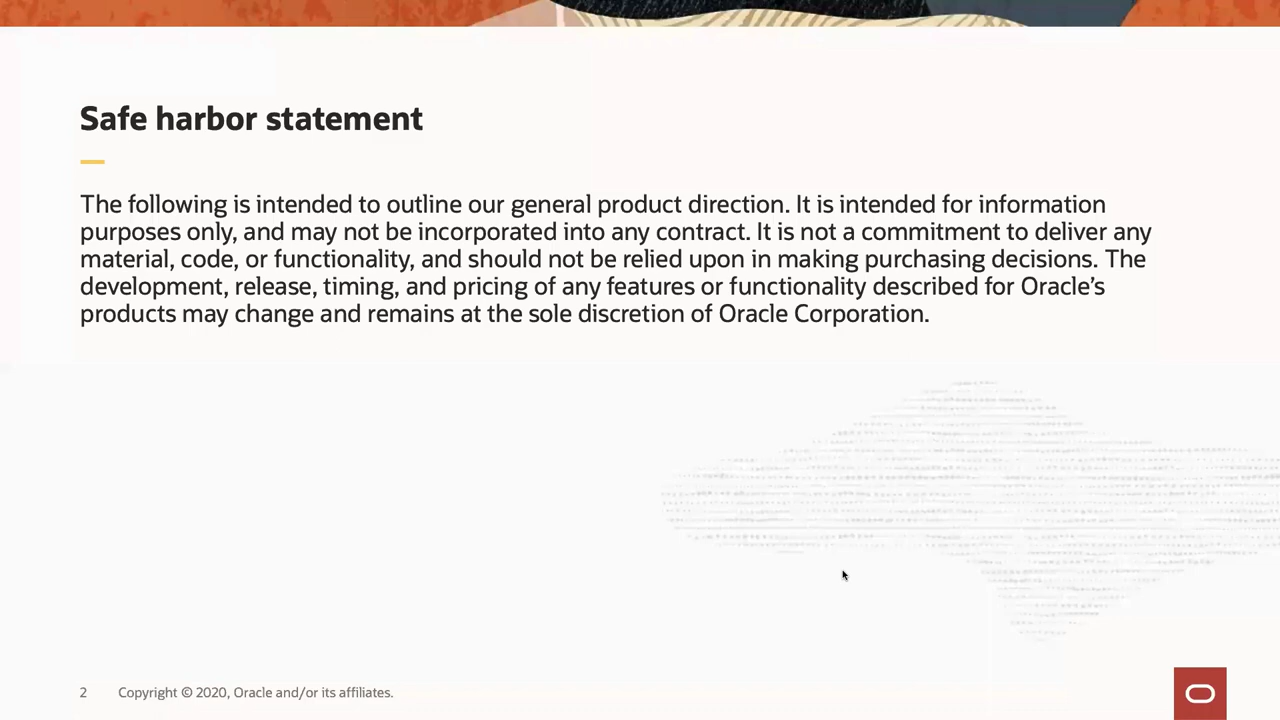 Safe harbor statement
The following is intended to outline our general product direction. It is intended for information
purposes only, and may not be incorporated into any contract. It is not a commitment to deliver any
material, code, or functionality, and should not be relied upon in making purchasing decisions. The
development, release, timing, and pricing of any features or functionality described for Oracle’s
products may change and remains at the sole discretion of Oracle Corporation.
2 Copyright © 2020, Oracle and/or its affiliates.